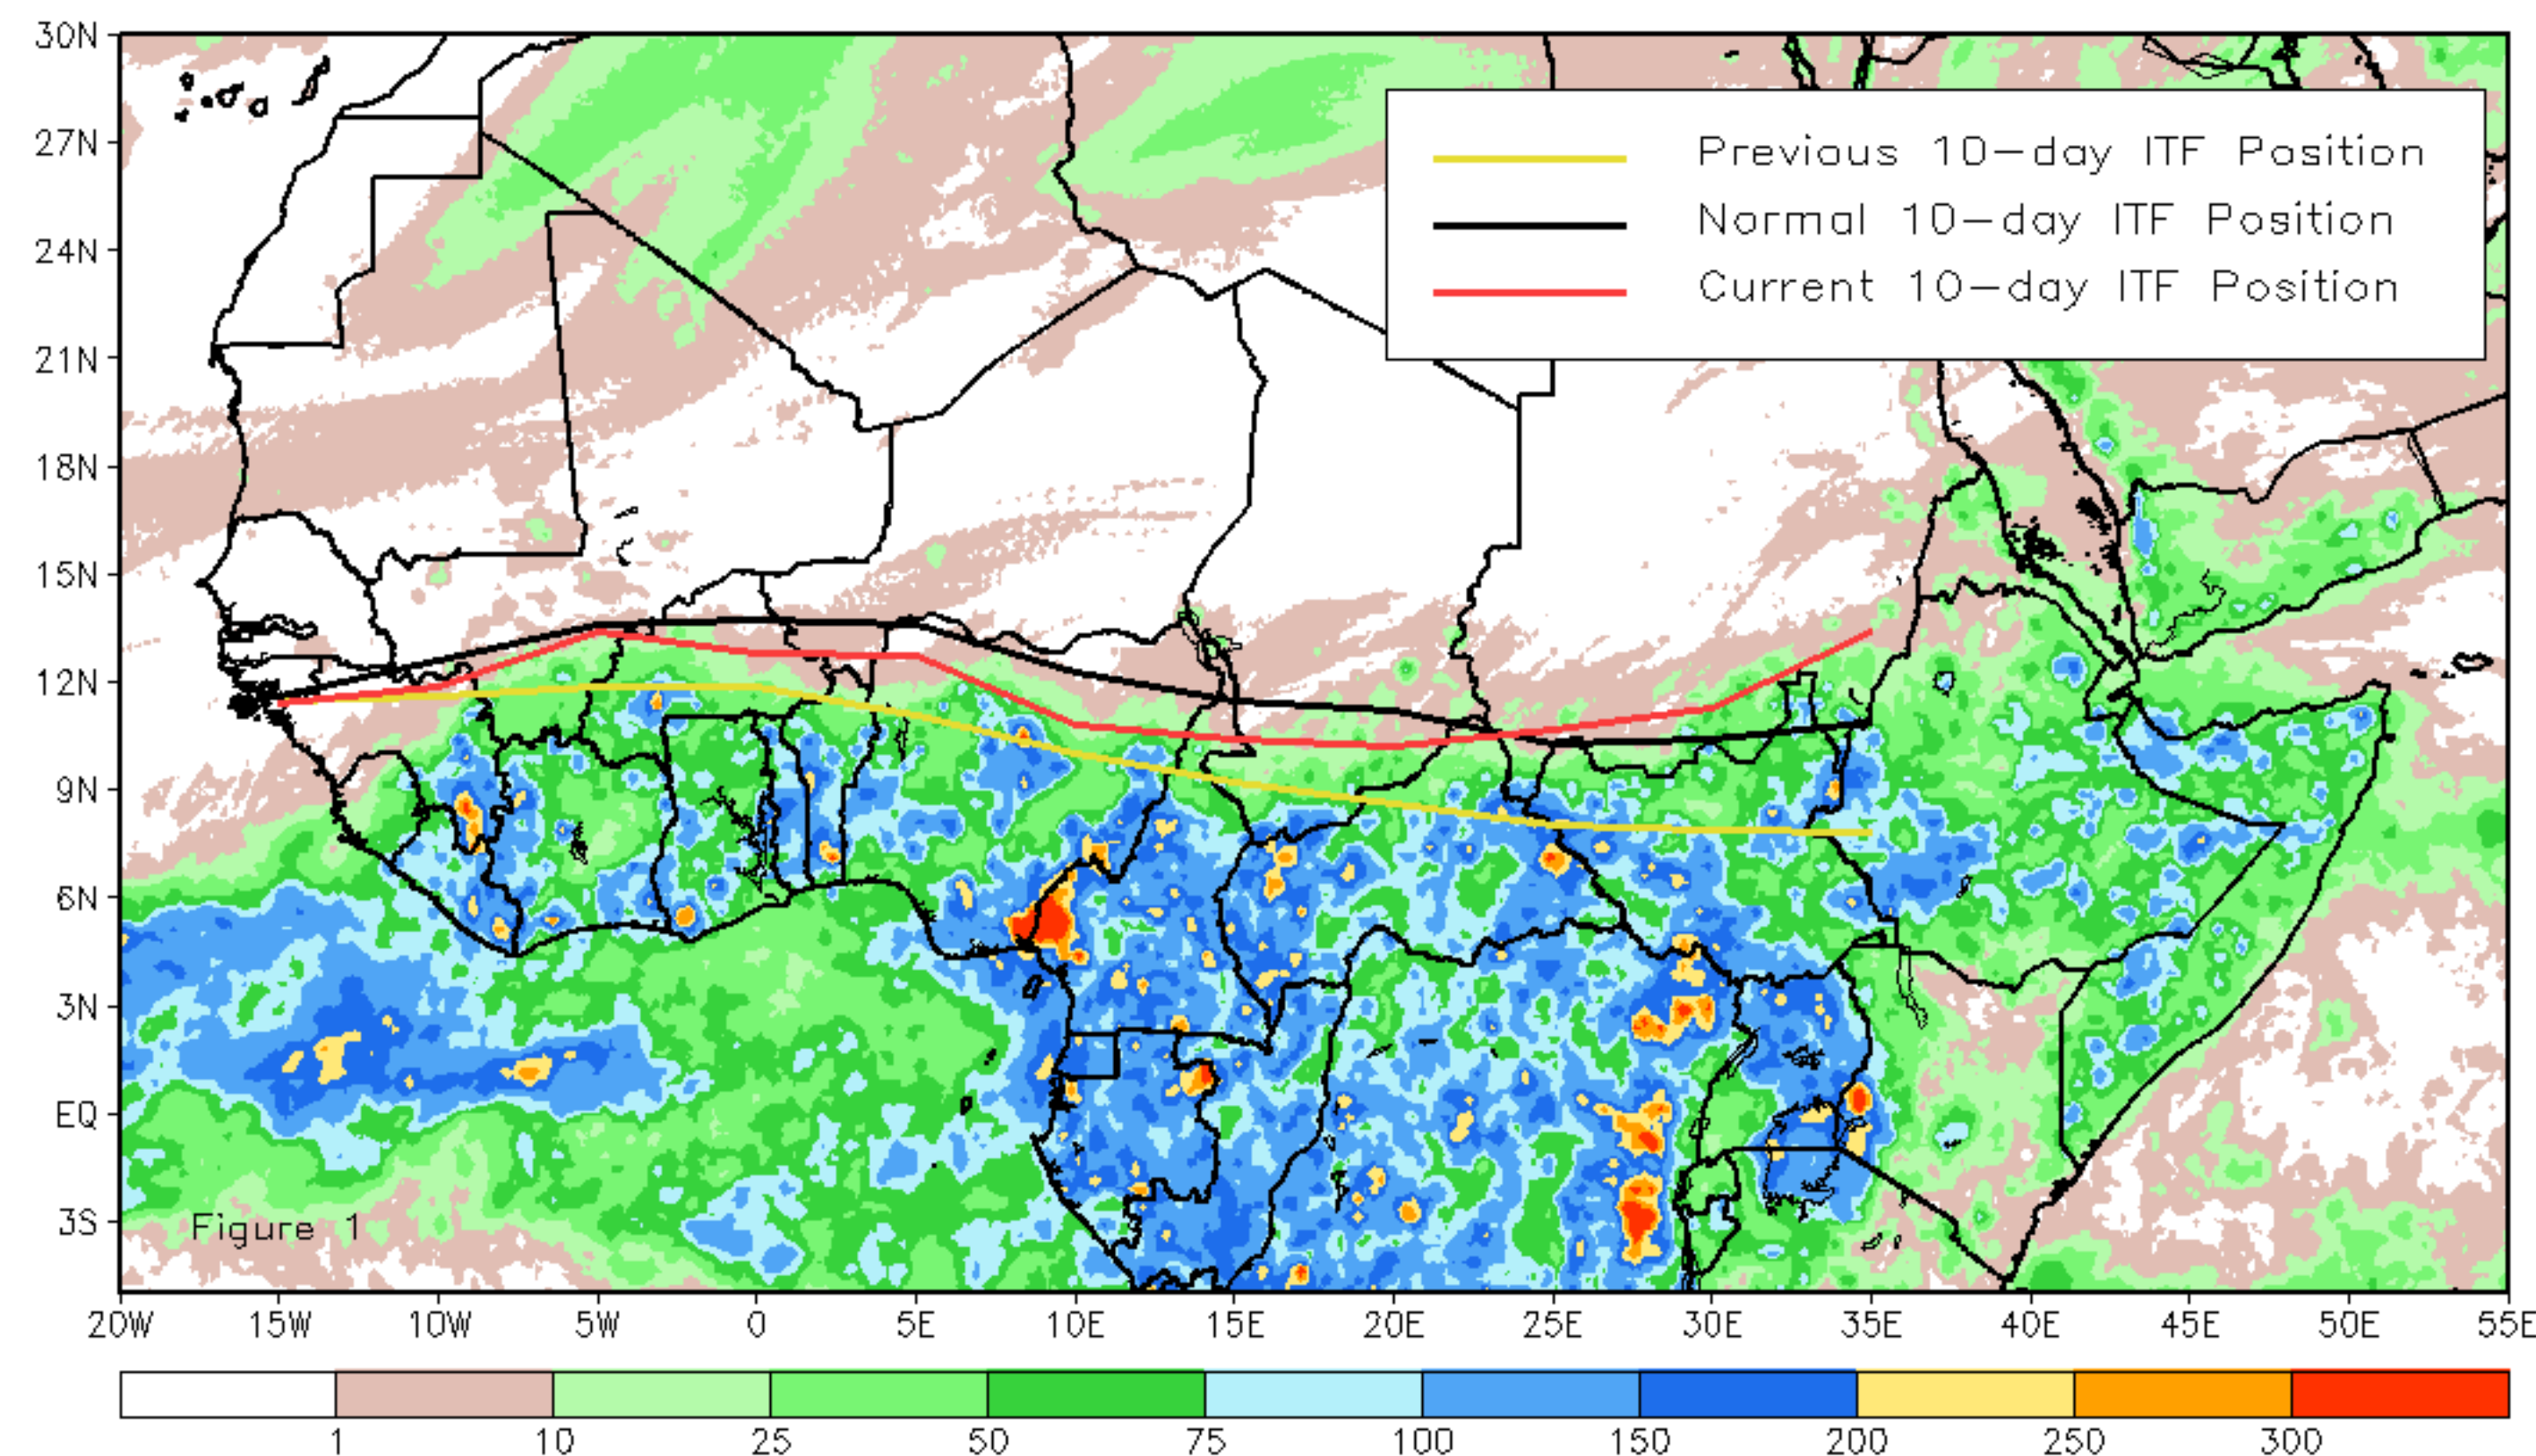 30N
27N
24N
21N
18N
15N
12N
9N
6N
3N
EQ
3S
Previous 10-day ITF Position
Normal 10-day ITF Position
Current 10-day ITF Position
Figure 1
20W 15W 10W 5W 0 5E 10E 15E 20E 25E 30E 35E 40E 45E 50E 55E
1 10 25 50 75 100 150 200 250 300